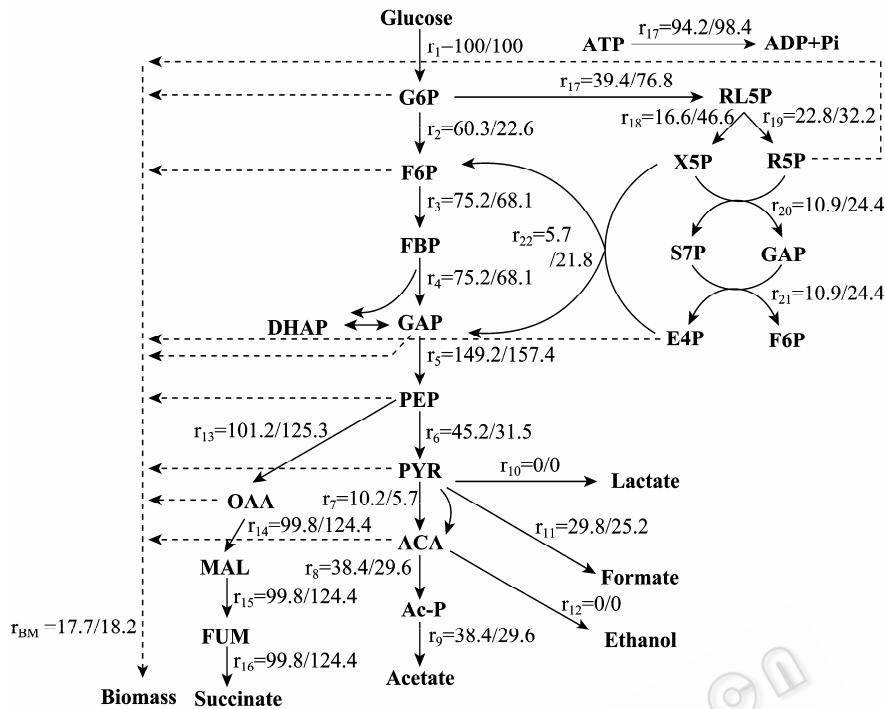 Glucose
r₁=100/100
r₁₇=94.2/98.4
ATP
ADP+Pi
G6P
r₁₇=39.4/76.8
RL5P
r₂=60.3/22.6
r₁₈=16.6/46.6
r₁₉=22.8/32.2
F6P
X5P
R5P
r₃=75.2/68.1
r₂₀=10.9/24.4
FBP
r₂₂=5.7
/21.8
S7P
GAP
r₄=75.2/68.1
r₂₁=10.9/24.4
DHAP
GAP
E4P
F6P
r₅=149.2/157.4
PEP
r₁₃=101.2/125.3
r₆=45.2/31.5
PYR
r₁₀=0/0
Lactate
OAA
r₇=10.2/5.7
r₁₄=99.8/124.4
r₁₁=29.8/25.2
ACA
MAL
r₈=38.4/29.6
Formate
r₁₅=99.8/124.4
Ac-P
r₁₂=0/0
r_BM=17.7/18.2
FUM
r₉=38.4/29.6
Ethanol
r₁₆=99.8/124.4
Acetate
Biomass
Succinate